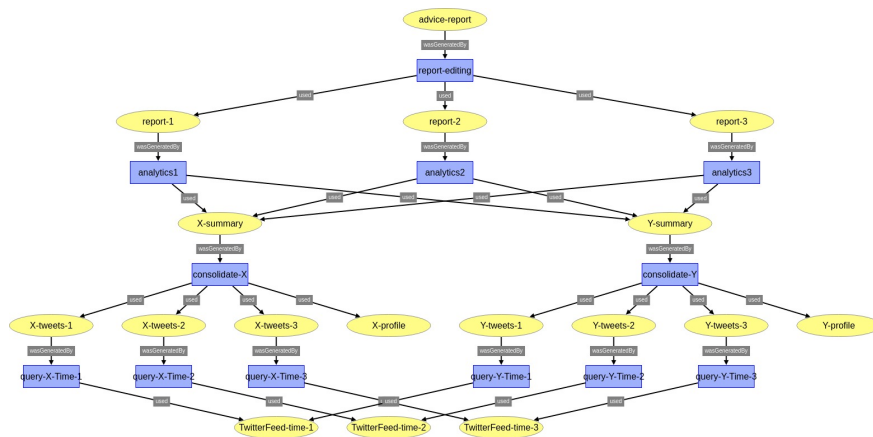 advice-report
wasGeneratedBy
report-editing
used used used
report-1 report-2 report-3
wasGeneratedBy wasGeneratedBy wasGeneratedBy
analytics1 analytics2 analytics3
used used used used used used
X-summary Y-summary
wasGeneratedBy wasGeneratedBy
consolidate-X consolidate-Y
used used used used used used used used
X-tweets-1 X-tweets-2 X-tweets-3 X-profile Y-tweets-1 Y-tweets-2 Y-tweets-3 Y-profile
wasGeneratedBy wasGeneratedBy wasGeneratedBy wasGeneratedBy wasGeneratedBy wasGeneratedBy
query-X-Time-1 query-X-Time-2 query-X-Time-3 query-Y-Time-1 query-Y-Time-2 query-Y-Time-3
used used used used used used
TwitterFeed-time-1 TwitterFeed-time-2 TwitterFeed-time-3